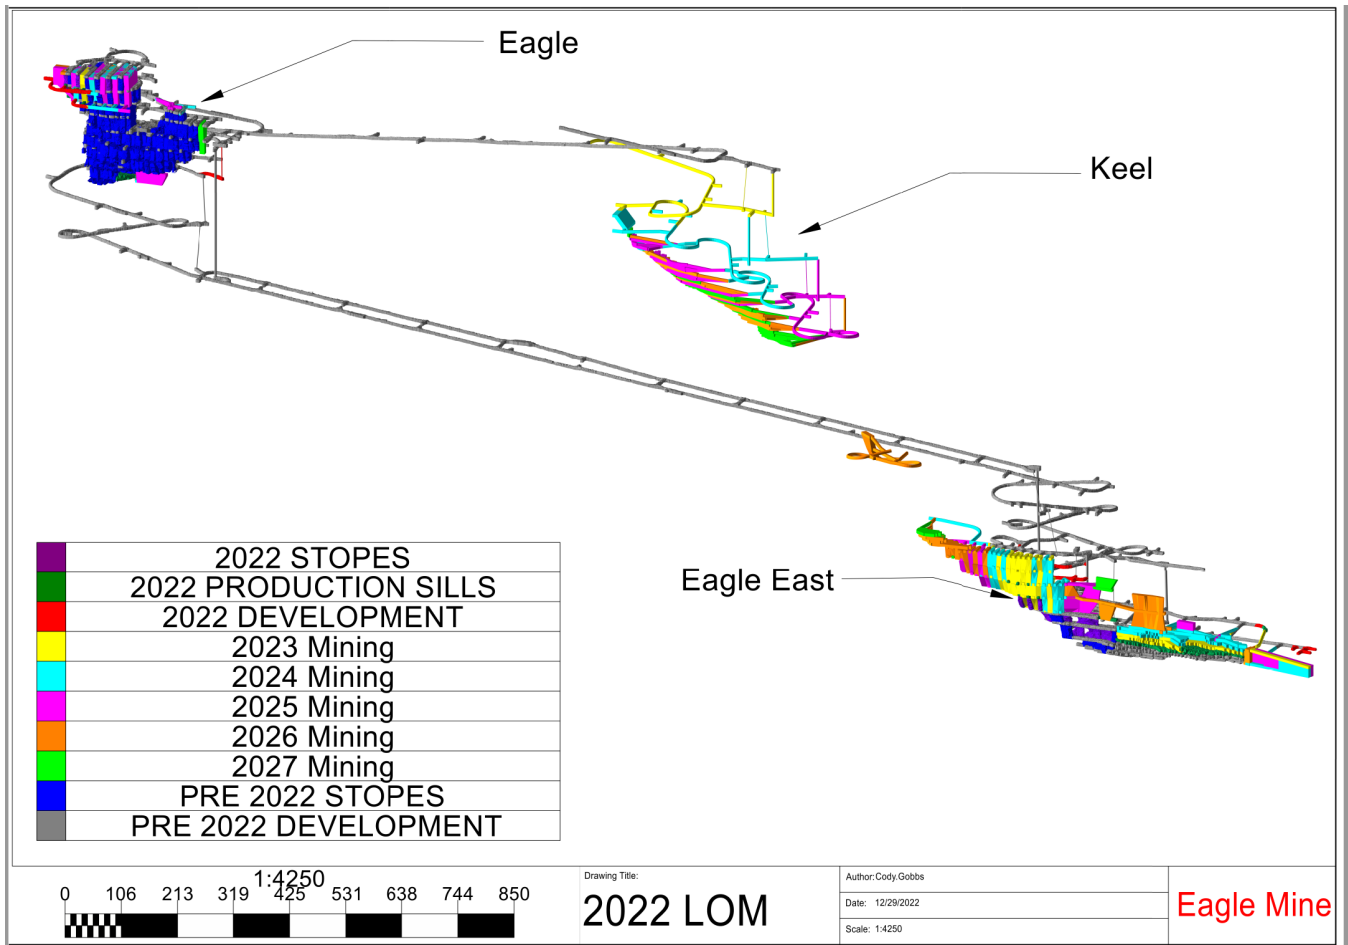 Eagle
Keel
Eagle East
2022 STOPES
2022 PRODUCTION SILLS
2022 DEVELOPMENT
2023 Mining
2024 Mining
2025 Mining
2026 Mining
2027 Mining
PRE 2022 STOPES
PRE 2022 DEVELOPMENT
1:4250
0 106 213 319 425 531 638 744 850
Drawing Title:
2022 LOM
Author:Cody.Gobbs
Date: 12/29/2022
Scale: 1:4250
Eagle Mine